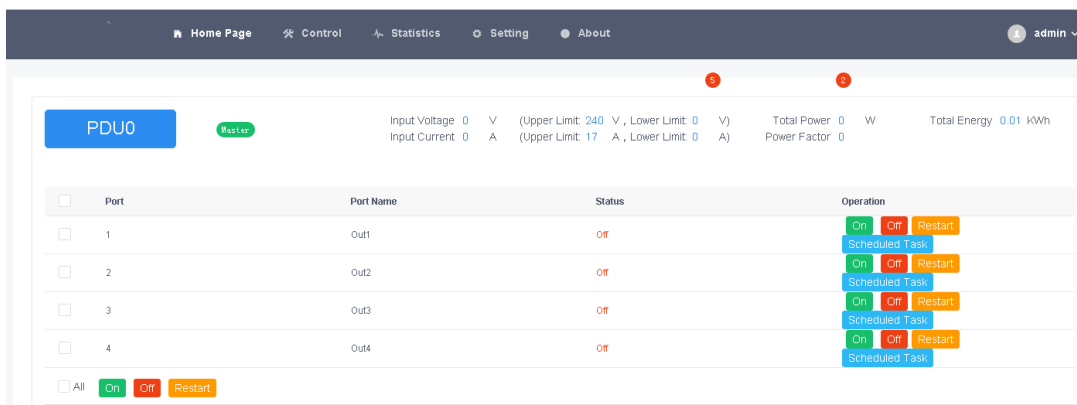 Home Page Control Statistics Setting About admin
5 2
PDU0 Master
Input Voltage 0 V (Upper Limit: 240 V , Lower Limit: 0 V) Total Power 0 W Total Energy 0.01 KWh
Input Current 0 A (Upper Limit: 17 A , Lower Limit: 0 A) Power Factor 0
Port Port Name Status Operation
1 Out1 Off On Off Restart
Scheduled Task
2 Out2 Off On Off Restart
Scheduled Task
3 Out3 Off On Off Restart
Scheduled Task
4 Out4 Off On Off Restart
Scheduled Task
All On Off Restart